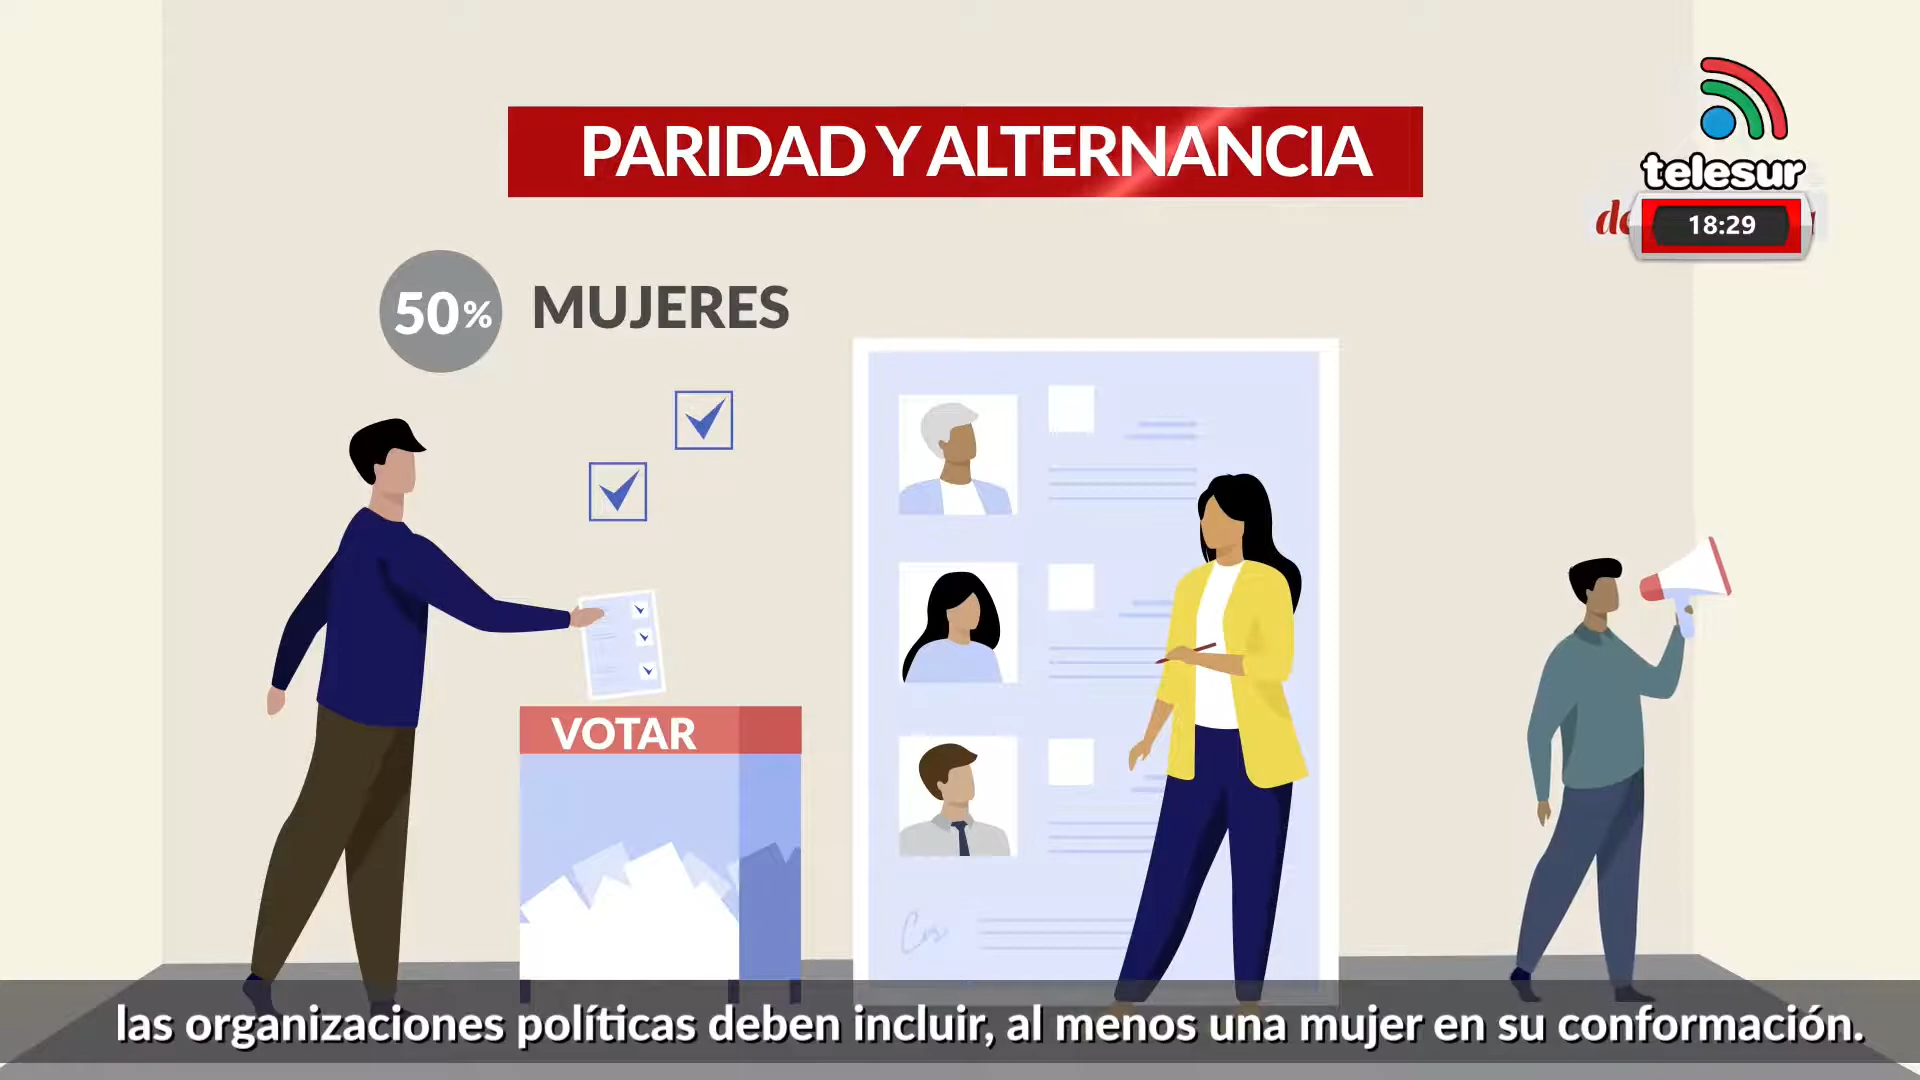 PARIDAD Y ALTERNANCIA
telesur
18:29
50% MUJERES
VOTAR
las organizaciones políticas deben incluir, al menos una mujer en su conformación.